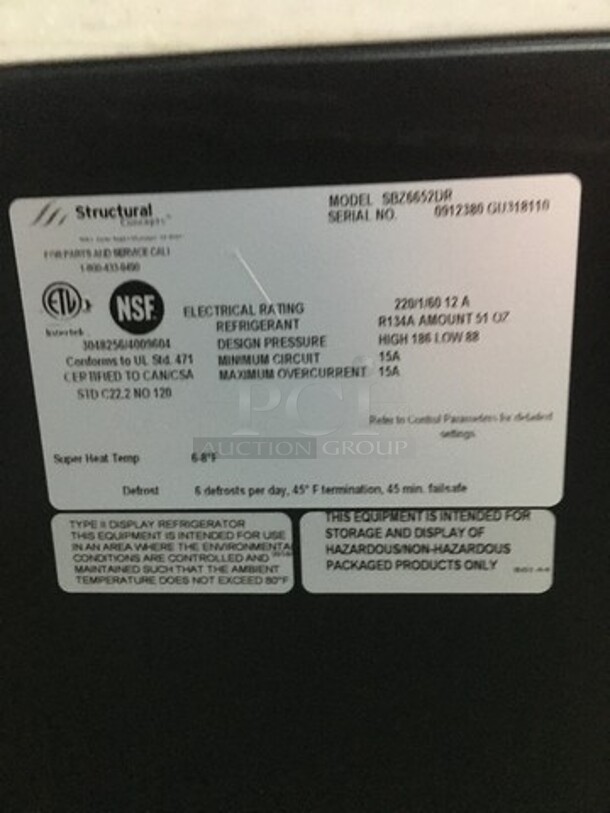 Structural
Concepts
MODEL SBZ6652DR
SERIAL NO. 0912380 GU318110
FOR PARTS AND SERVICE CALL
1-800-433-9490
ETL
Intertek
NSF
3048256/4009604
Conforms to UL Std. 471
CERTIFIED TO CAN/CSA
STD C22.2 NO 120
ELECTRICAL RATING 220/1/60 12 A
REFRIGERANT R134A AMOUNT 51 OZ
DESIGN PRESSURE HIGH 186 LOW 88
MINIMUM CIRCUIT 15A
MAXIMUM OVERCURRENT 15A
Refer to Control Parameters for detailed
settings.
PCI
AUCTION GROUP
Super Heat Temp 6-8°F
Defrost 6 defrosts per day, 45° F termination, 45 min. failsafe
TYPE II DISPLAY REFRIGERATOR
THIS EQUIPMENT IS INTENDED FOR USE
IN AN AREA WHERE THE ENVIRONMENTAL
CONDITIONS ARE CONTROLLED AND
MAINTAINED SUCH THAT THE AMBIENT
TEMPERATURE DOES NOT EXCEED 80°F
THIS EQUIPMENT IS INTENDED FOR
STORAGE AND DISPLAY OF
HAZARDOUS/NON-HAZARDOUS
PACKAGED PRODUCTS ONLY